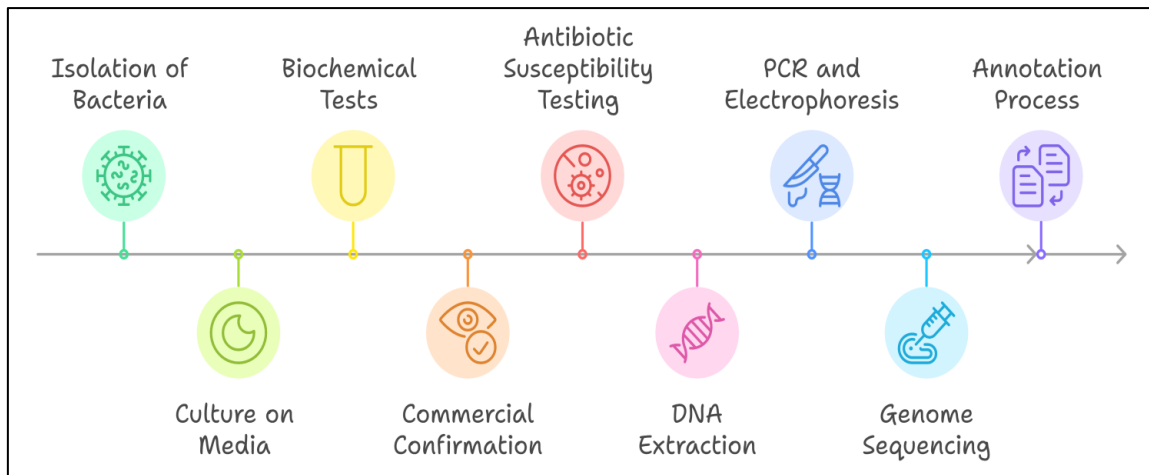 Isolation of
Bacteria
Culture on
Media
Biochemical
Tests
Commercial
Confirmation
Antibiotic
Susceptibility
Testing
DNA
Extraction
PCR and
Electrophoresis
Genome
Sequencing
Annotation
Process